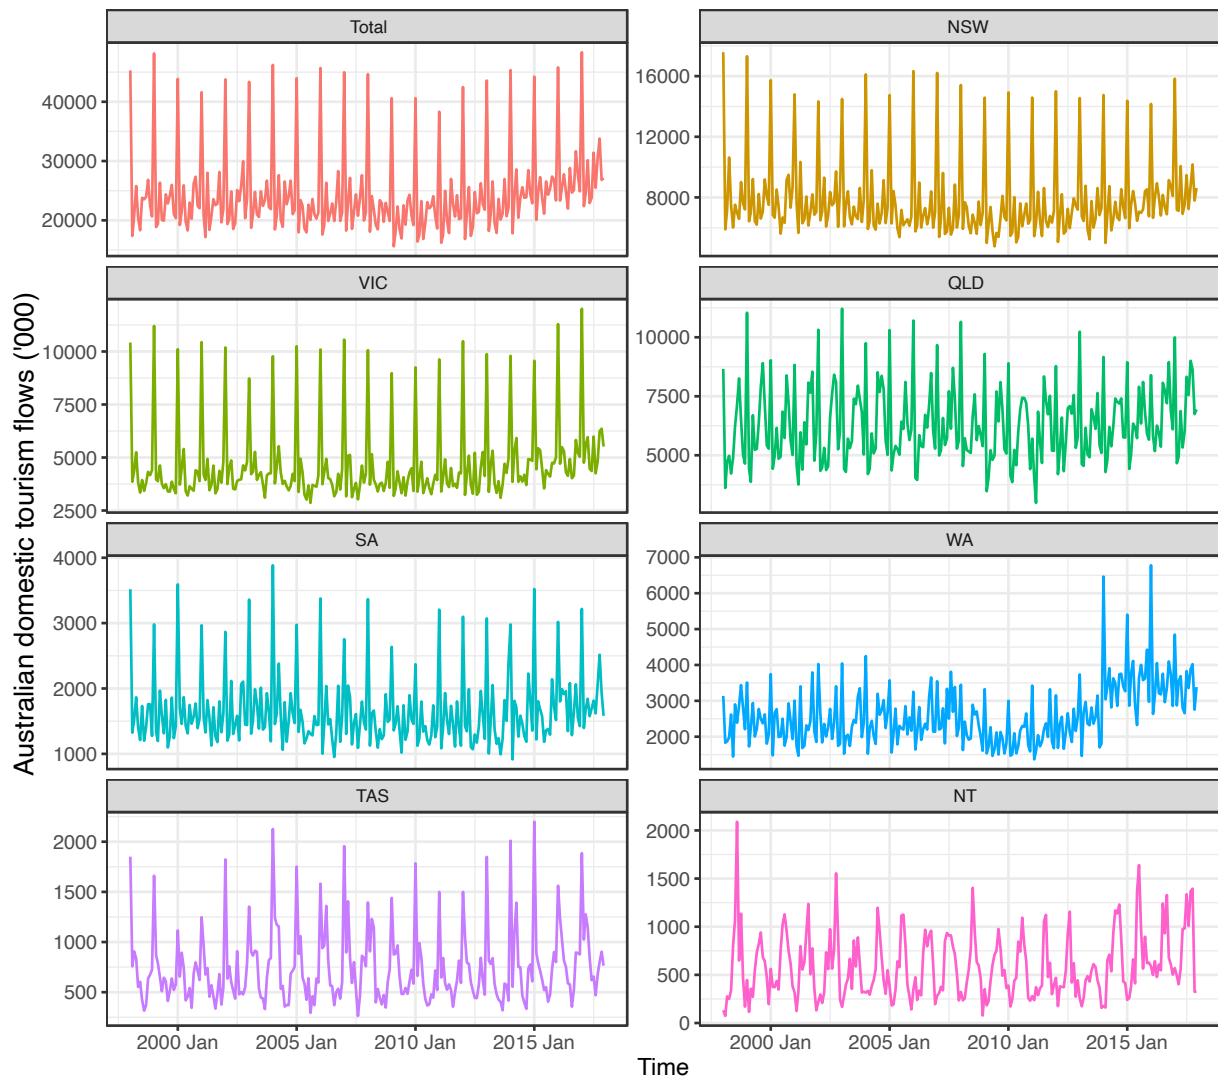 Total
NSW
40000
30000
20000
16000
12000
8000
VIC
QLD
10000
7500
5000
2500
10000
7500
5000
SA
WA
4000
3000
2000
1000
7000
6000
5000
4000
3000
2000
TAS
NT
2000
1500
1000
500
2000
1500
1000
500
0
2000 Jan
2005 Jan
2010 Jan
2015 Jan
2000 Jan
2005 Jan
2010 Jan
2015 Jan
Time
Australian domestic tourism flows ('000)